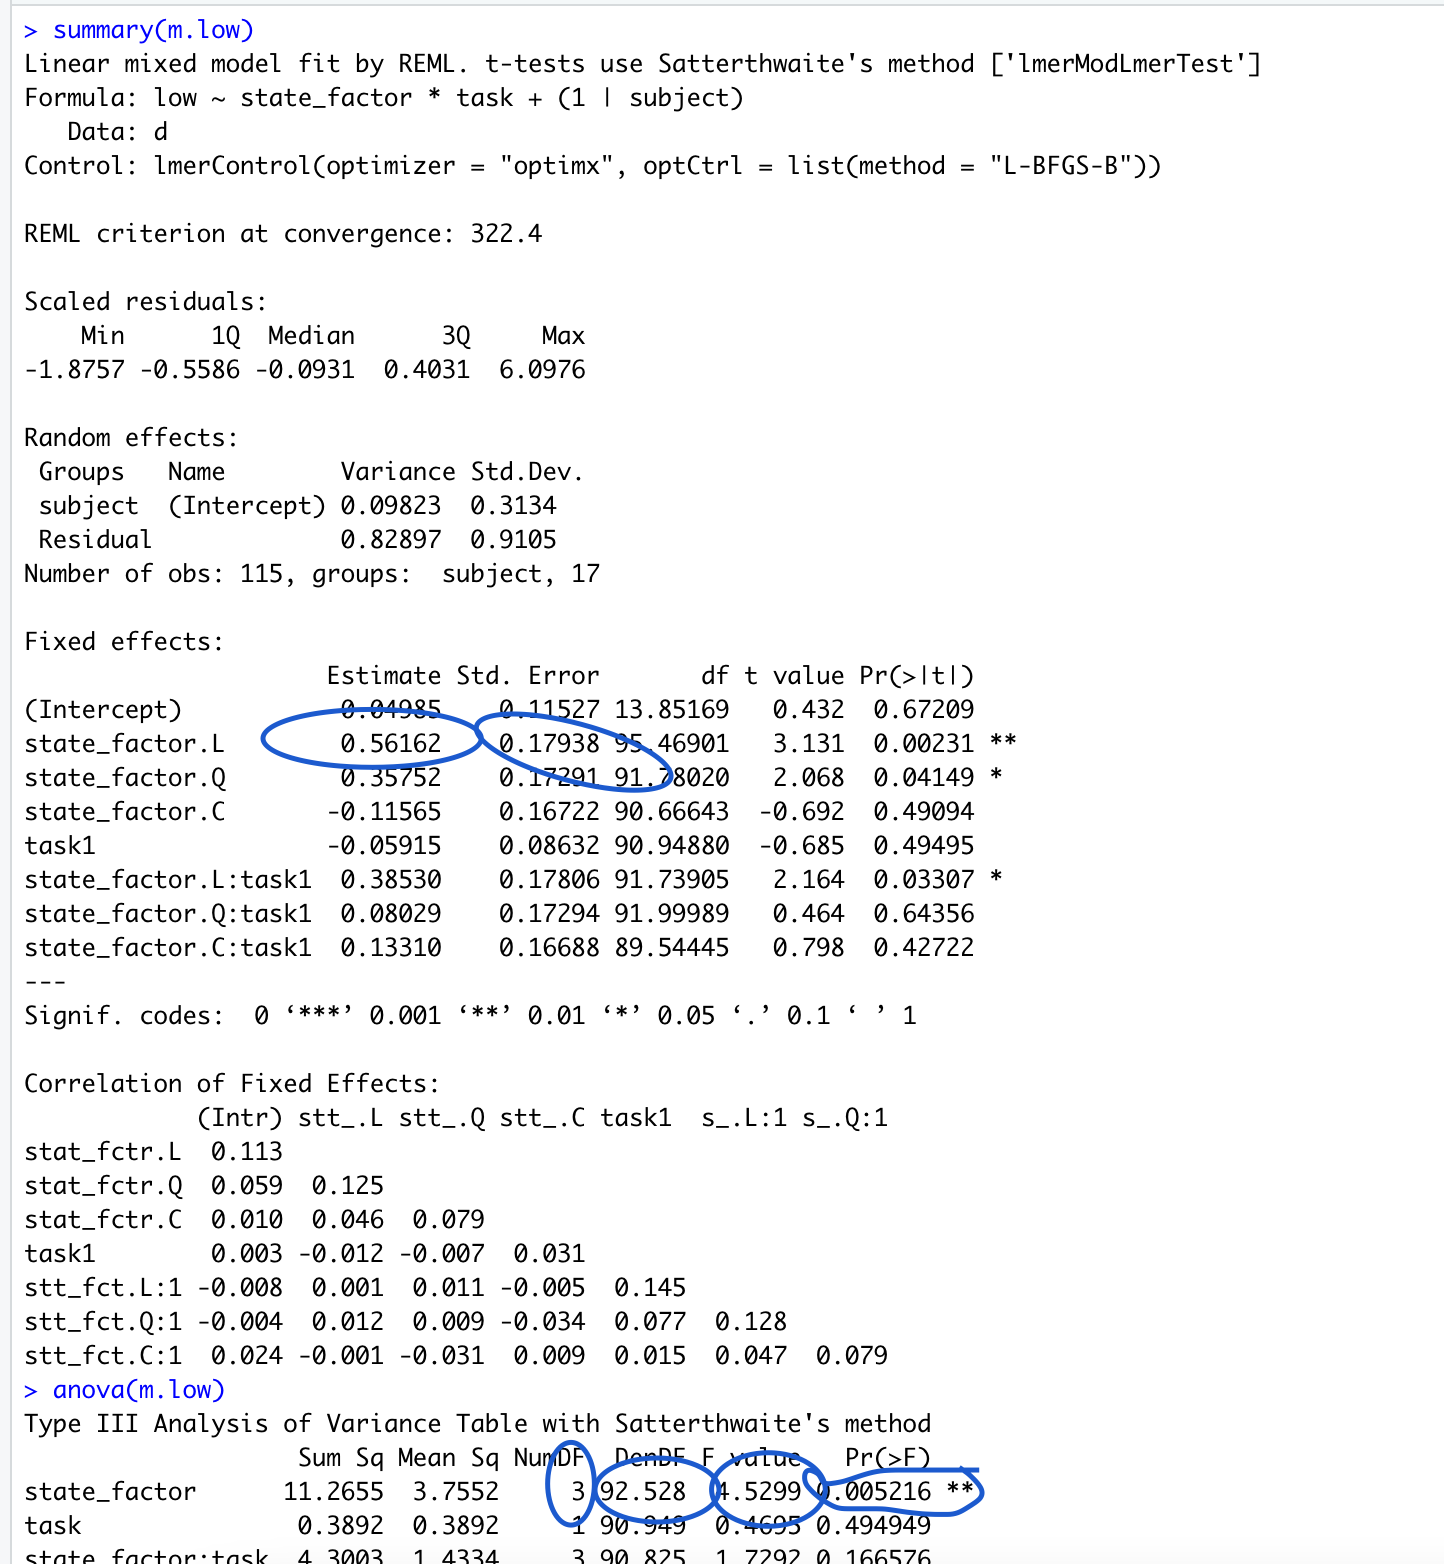 > summary(m.low)
Linear mixed model fit by REML. t-tests use Satterthwaite's method ['lmerModLmerTest']
Formula: low ~ state_factor * task + (1 | subject)
   Data: d
Control: lmerControl(optimizer = "optimx", optCtrl = list(method = "L-BFGS-B"))

REML criterion at convergence: 322.4

Scaled residuals:
    Min      1Q  Median      3Q     Max
-1.8757 -0.5586 -0.0931  0.4031  6.0976

Random effects:
 Groups   Name        Variance Std.Dev.
 subject  (Intercept) 0.09823  0.3134
 Residual             0.82897  0.9105
Number of obs: 115, groups:  subject, 17

Fixed effects:
                     Estimate Std. Error       df t value Pr(>|t|)
(Intercept)           0.04985    0.11527 13.85169   0.432  0.67209
state_factor.L        0.56162    0.17938 95.46901   3.131  0.00231 **
state_factor.Q        0.35752    0.17291 91.78020   2.068  0.04149 *
state_factor.C       -0.11565    0.16722 90.66643  -0.692  0.49094
task1                -0.05915    0.08632 90.94880  -0.685  0.49495
state_factor.L:task1  0.38530    0.17806 91.73905   2.164  0.03307 *
state_factor.Q:task1  0.08029    0.17294 91.99989   0.464  0.64356
state_factor.C:task1  0.13310    0.16688 89.54445   0.798  0.42722
---
Signif. codes:  0 ‘***’ 0.001 ‘**’ 0.01 ‘*’ 0.05 ‘.’ 0.1 ‘ ’ 1

Correlation of Fixed Effects:
            (Intr) stt_.L stt_.Q stt_.C task1  s_.L:1 s_.Q:1
stat_fctr.L  0.113
stat_fctr.Q  0.059  0.125
stat_fctr.C  0.010  0.046  0.079
task1        0.003 -0.012 -0.007  0.031
stt_fct.L:1 -0.008  0.001  0.011 -0.005  0.145
stt_fct.Q:1 -0.004  0.012  0.009 -0.034  0.077  0.128
stt_fct.C:1  0.024 -0.001 -0.031  0.009  0.015  0.047  0.079
> anova(m.low)
Type III Analysis of Variance Table with Satterthwaite's method
                   Sum Sq Mean Sq NumDF  DenDF F value   Pr(>F)
state_factor      11.2655  3.7552     3 92.528  4.5299 0.005216 **
task               0.3892  0.3892     1 90.949  0.4695 0.494949
state_factor:task  4.3003  1.4334     3 90.825  1.7292 0.166576